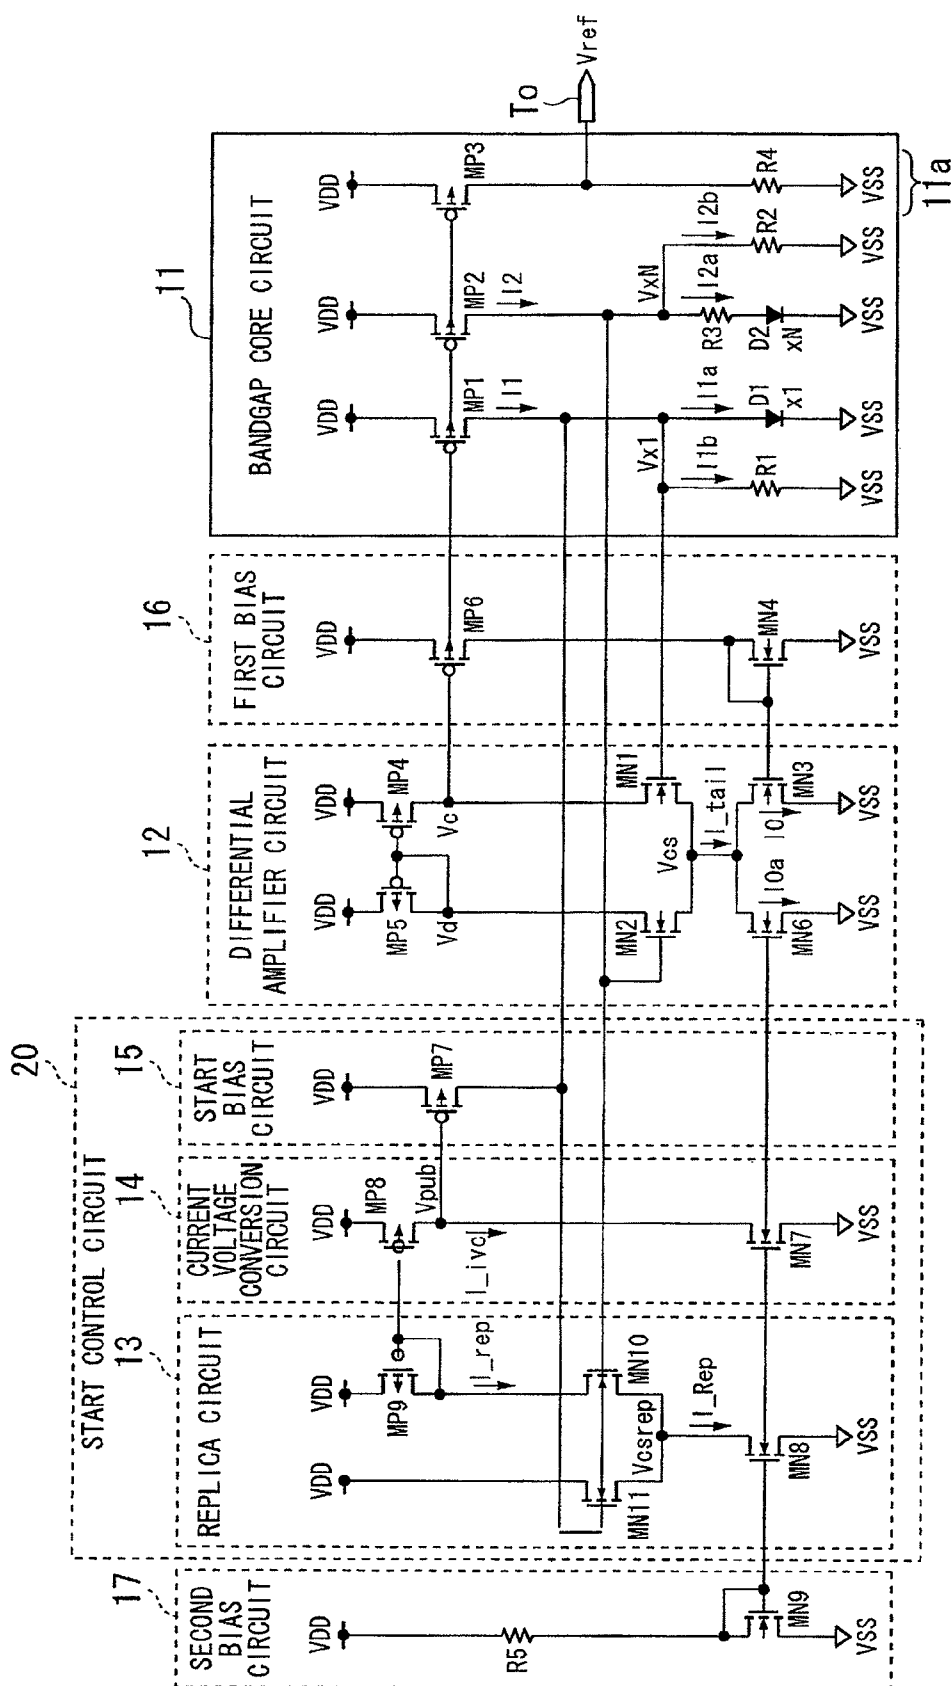 START CONTROL CIRCUIT
20
17
SECOND
BIAS
CIRCUIT
VDD
R5
MN9
VSS
13
REPLICA CIRCUIT
VDD
VDD
MP9
I_rep
MN11
MN10
Vcsrep
I_Rep
MN8
VSS
14
CURRENT
VOLTAGE
CONVERSION
CIRCUIT
VDD
MP8
Vpub
I_ivc
MN7
VSS
15
START
BIAS
CIRCUIT
VDD
MP7
12
DIFFERENTIAL
AMPLIFIER CIRCUIT
VDD
VDD
MP5
MP4
Vd
Vc
MN2
MN1
Vcs
I_tail
I0a
I0
MN6
MN3
VSS
VSS
16
FIRST BIAS
CIRCUIT
VDD
MP6
MN4
VSS
11
BANDGAP CORE CIRCUIT
VDD
VDD
VDD
MP1
MP2
MP3
I1
I2
Vx1
VxN
I1b
I1a
I2a
I2b
R1
D1
x1
R3
D2
xN
R2
R4
VSS
VSS
VSS
VSS
VSS
11a
To
Vref